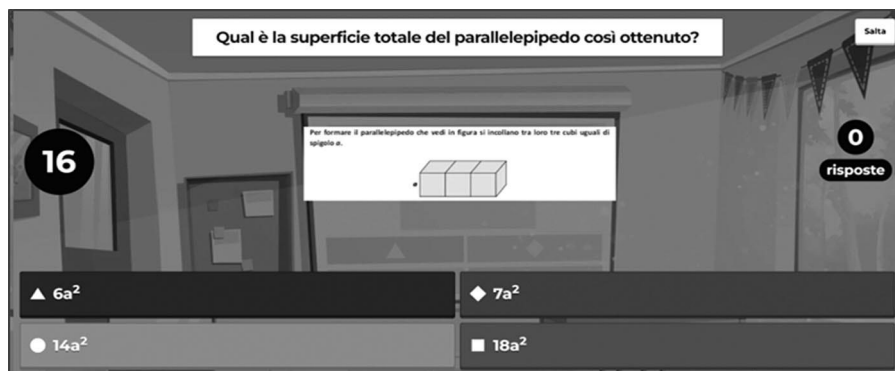 Qual è la superficie totale del parallelepipedo così ottenuto?
Salta
Per formare il parallelepipedo che vedi in figura si incollano tra loro tre cubi uguali di
spigolo a.
16
0
risposte
a
6a²
7a²
14a²
18a²